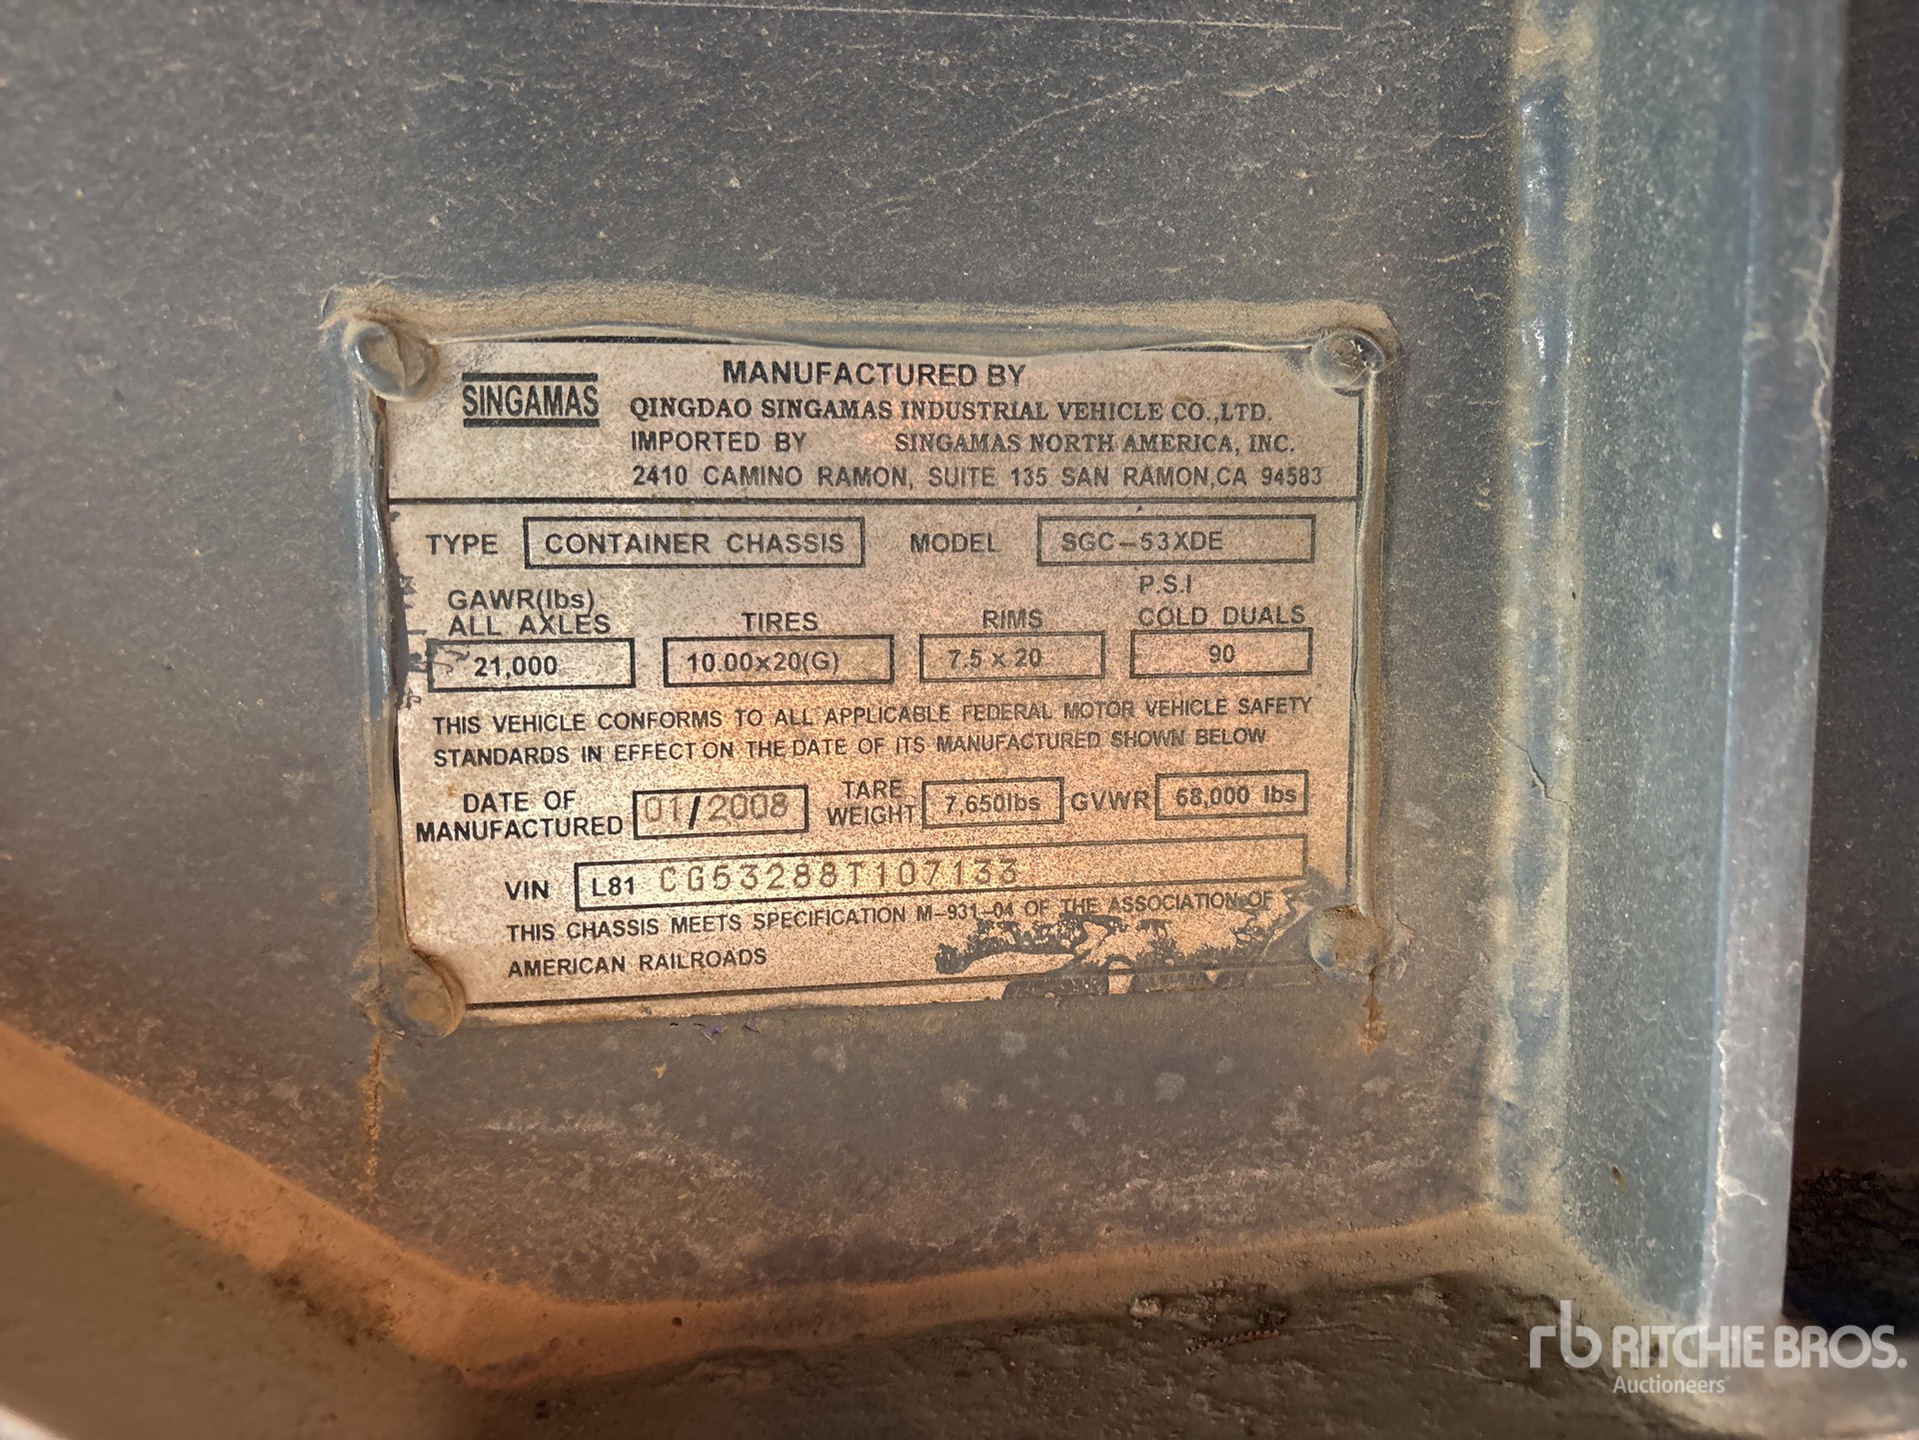 MANUFACTURED BY
SINGAMAS
QINGDAO SINGAMAS INDUSTRIAL VEHICLE CO.,LTD.
IMPORTED BY SINGAMAS NORTH AMERICA, INC.
2410 CAMINO RAMON, SUITE 135 SAN RAMON,CA 94583
TYPE CONTAINER CHASSIS MODEL SGC-53XDE
GAWR(lbs) ALL AXLES TIRES RIMS P.S.I COLD DUALS
21,000 10.00x20(G) 7.5 x 20 90
THIS VEHICLE CONFORMS TO ALL APPLICABLE FEDERAL MOTOR VEHICLE SAFETY
STANDARDS IN EFFECT ON THE DATE OF ITS MANUFACTURED SHOWN BELOW
DATE OF MANUFACTURED 01/2008 TARE WEIGHT 7,650lbs GVWR 68,000 lbs
VIN L81 CG53288T107133
THIS CHASSIS MEETS SPECIFICATION M-931-04 OF THE ASSOCIATION OF
AMERICAN RAILROADS
rb RITCHIE BROS.
Auctioneers